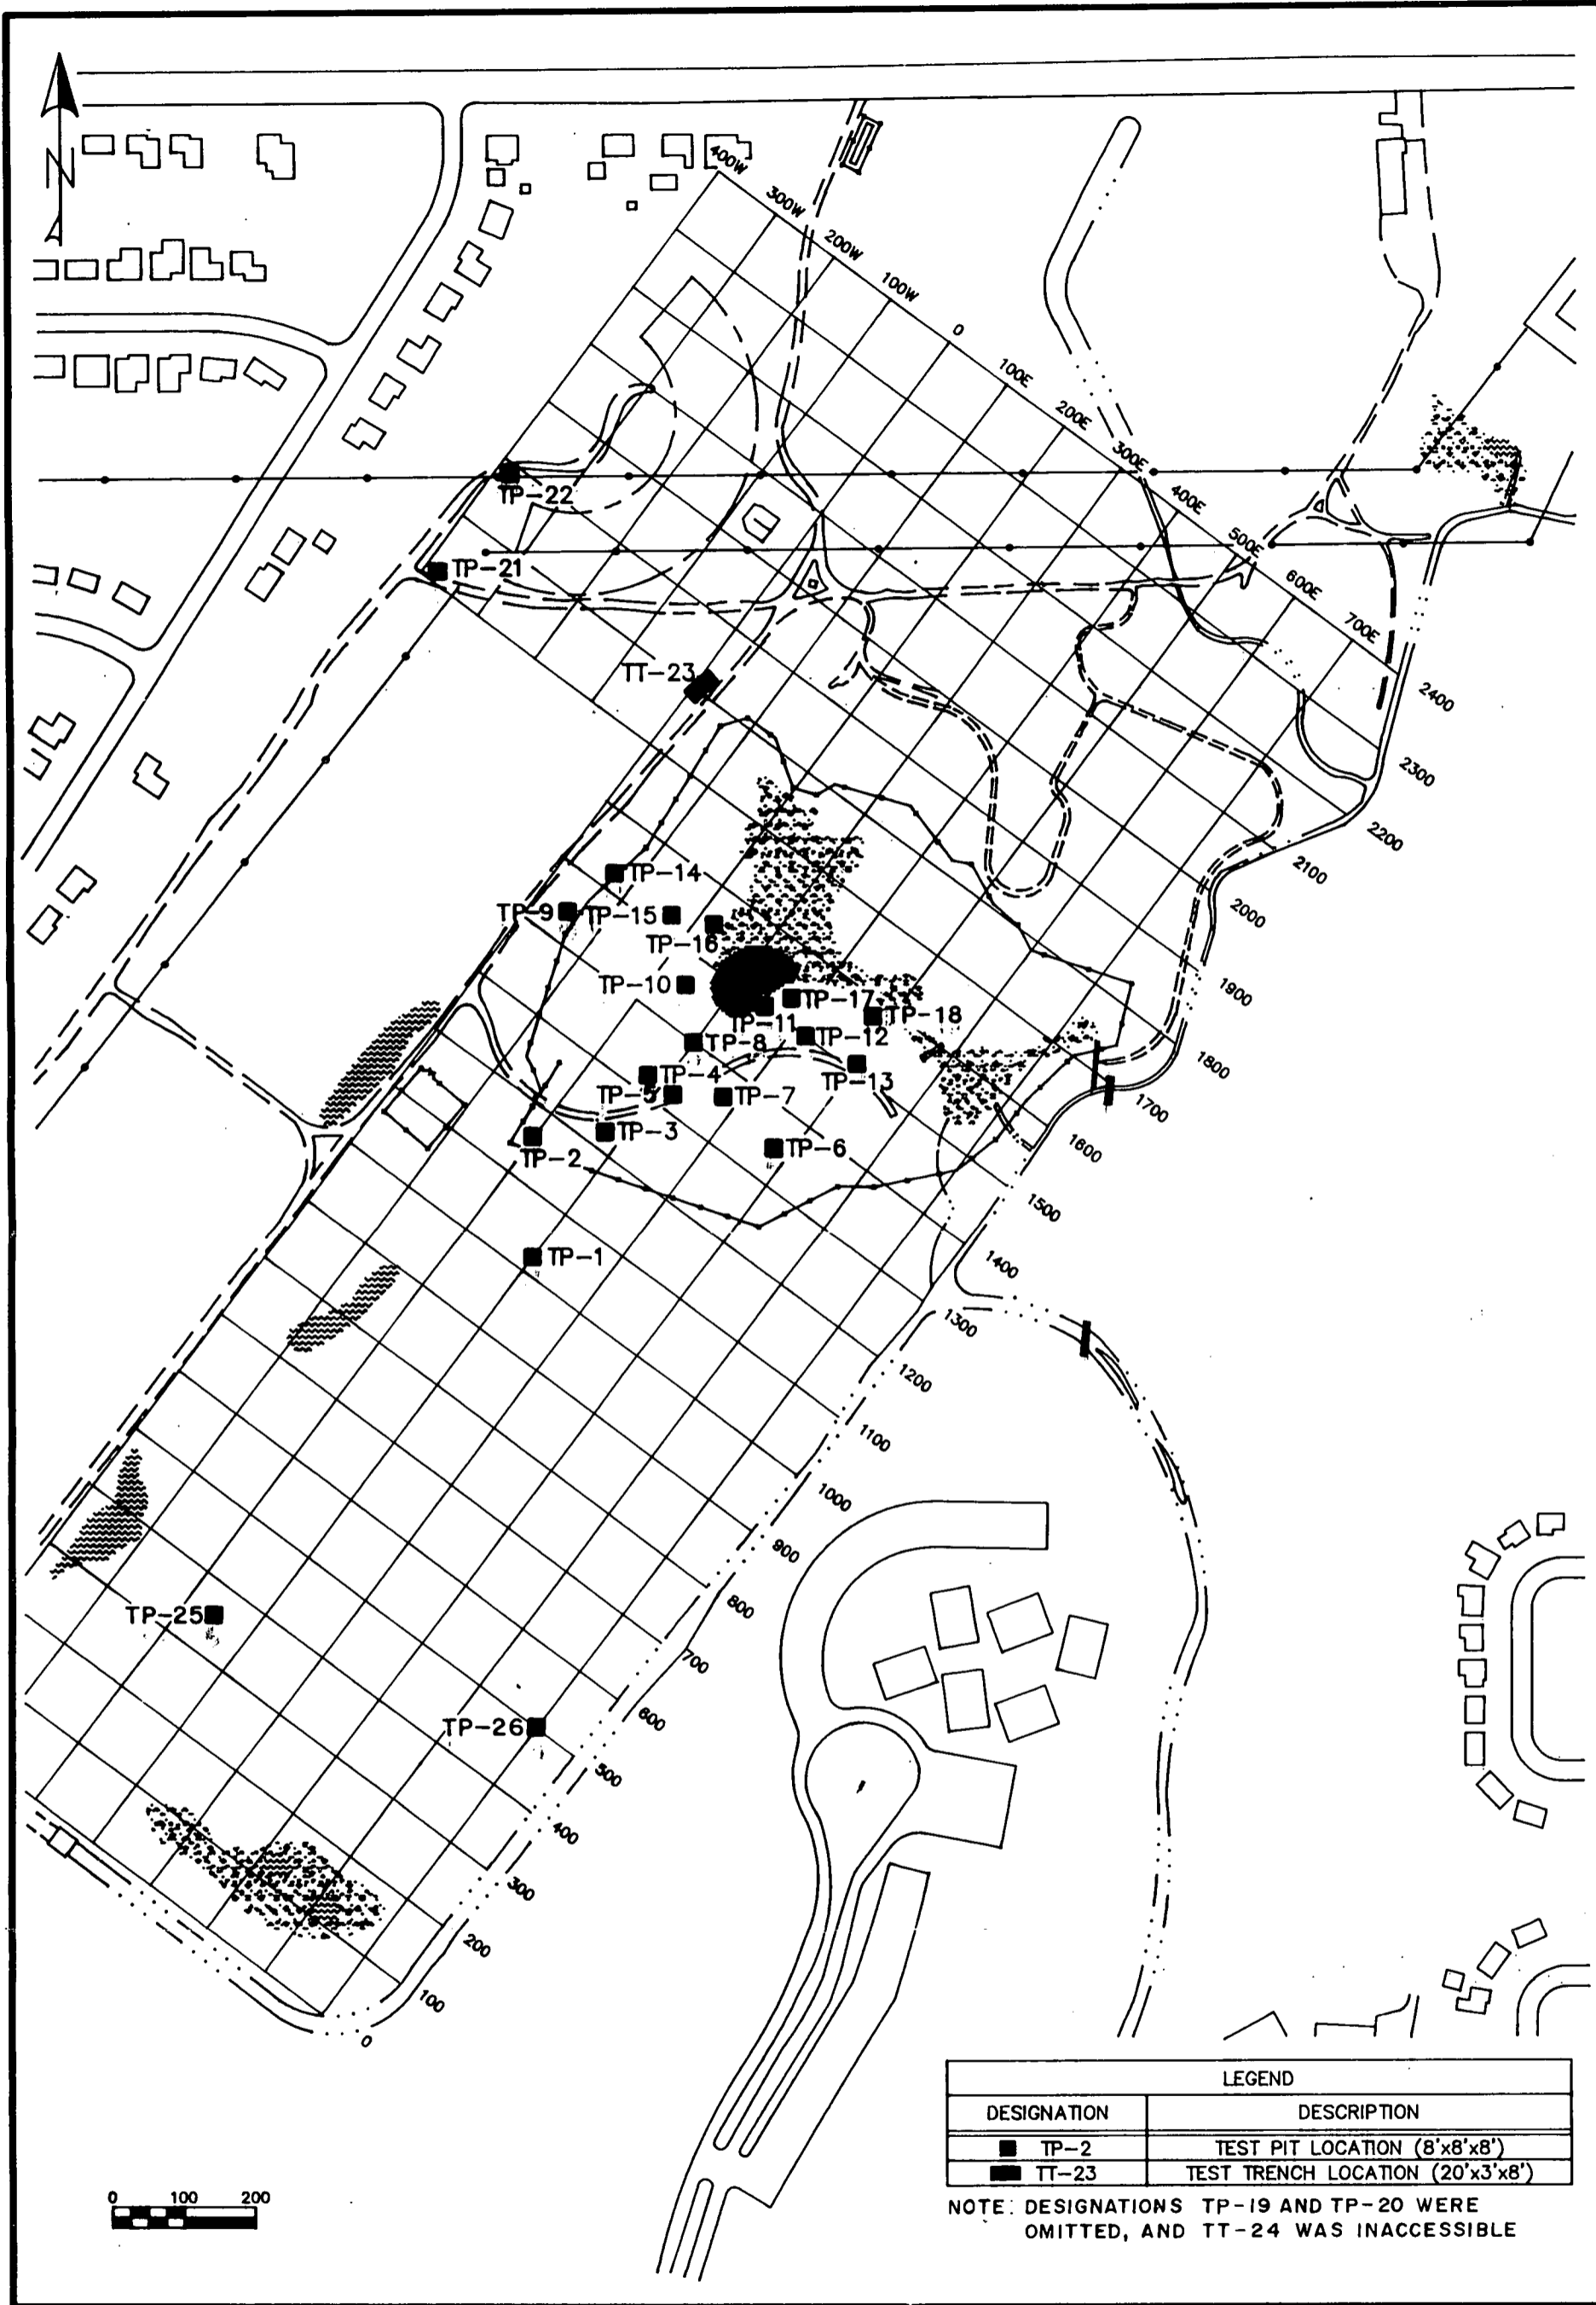 N
400W
300W
200W
100W
0
100E
200E
300E
400E
500E
600E
700E
2400
2300
2200
2100
2000
1900
1800
1700
1600
1500
1400
1300
1200
1100
1000
900
800
700
600
500
400
300
200
100
0
TP-22
TP-21
TT-23
TP-14
TP-9
TP-15
TP-16
TP-10
TP-17
TP-11
TP-18
TP-8
TP-12
TP-4
TP-13
TP-5
TP-7
TP-3
TP-2
TP-6
TP-1
TP-25
TP-26
LEGEND
DESIGNATION DESCRIPTION
TP-2 TEST PIT LOCATION (8'x8'x8')
TT-23 TEST TRENCH LOCATION (20'x3'x8')
NOTE: DESIGNATIONS TP-19 AND TP-20 WERE
OMITTED, AND TT-24 WAS INACCESSIBLE
0 100 200